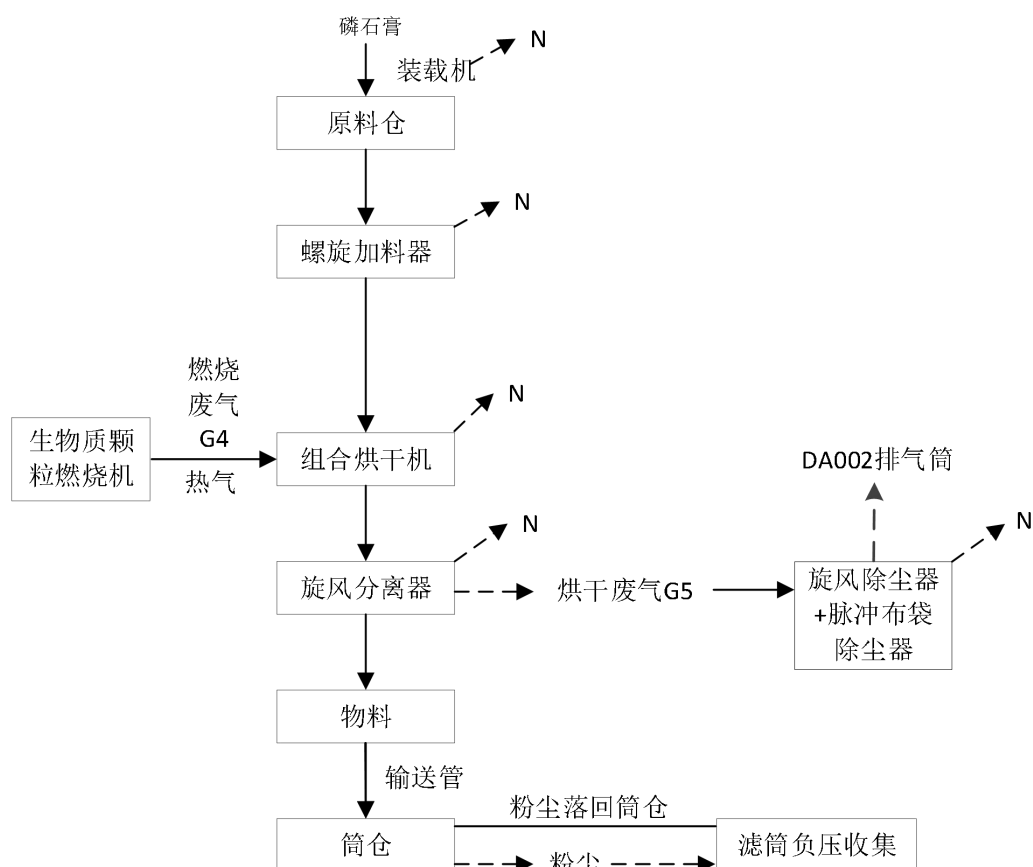 磷石膏
装载机
N
原料仓
N
螺旋加料器
燃烧
废气
G4
热气
N
生物质颗
粒燃烧机
组合烘干机
DA002排气筒
N
N
旋风分离器
烘干废气G5
旋风除尘器
+脉冲布袋
除尘器
物料
输送管
粉尘落回筒仓
筒仓
粉尘
滤筒负压收集